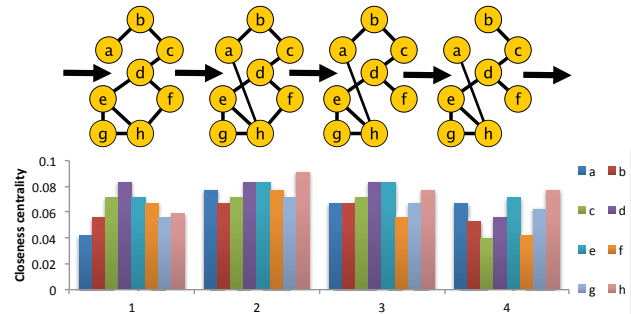 b b b b
a c a c a c a c
d d d d
e f e f e f e f
g h g h g h g h
0.1
0.08
0.06
0.04
0.02
0
Closeness centrality
1 2 3 4
a b
c d
e f
g h